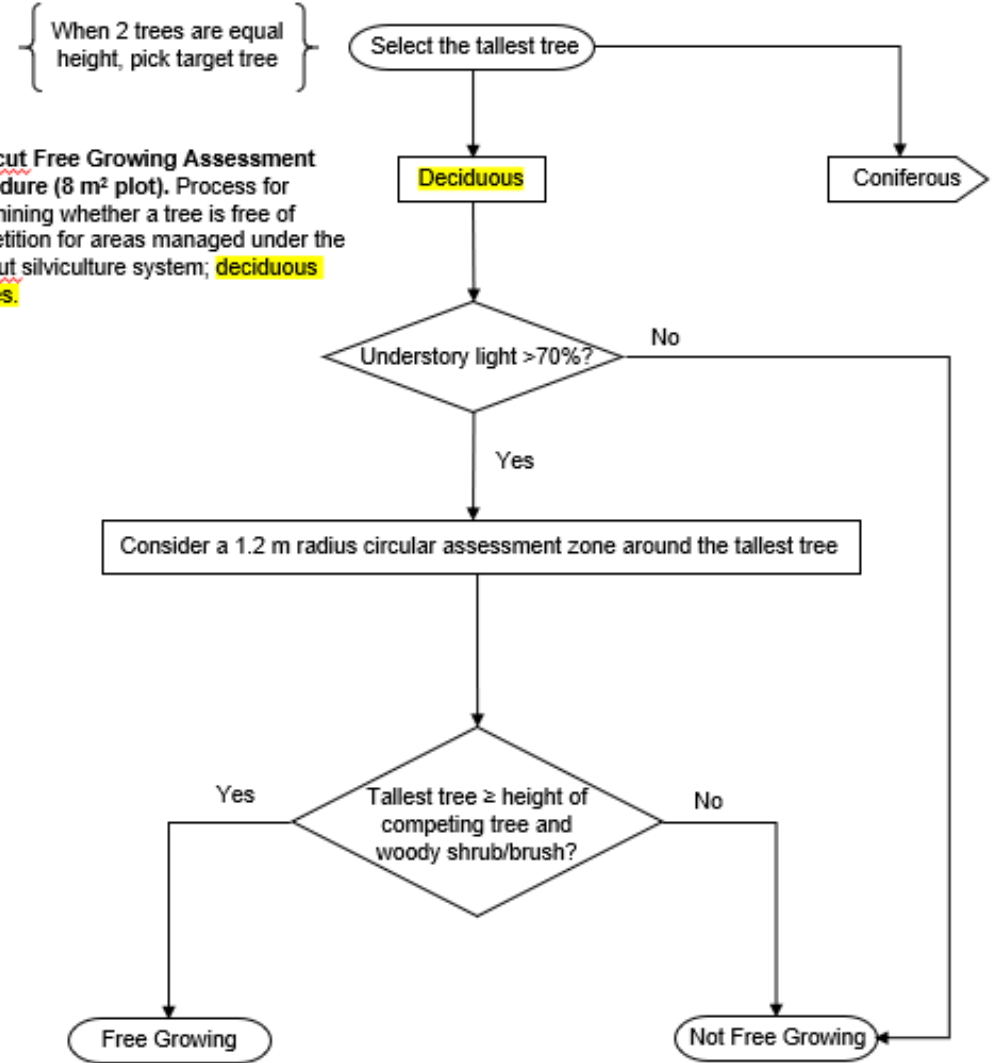 When 2 trees are equal
height, pick target tree
Select the tallest tree
cut Free Growing Assessment
dure (8 m² plot). Process for
nining whether a tree is free of
etition for areas managed under the
ut silviculture system; deciduous
es.
Deciduous
Coniferous
Understory light >70%?
No
Yes
Consider a 1.2 m radius circular assessment zone around the tallest tree
Tallest tree ≥ height of
competing tree and
woody shrub/brush?
Yes
No
Free Growing
Not Free Growing